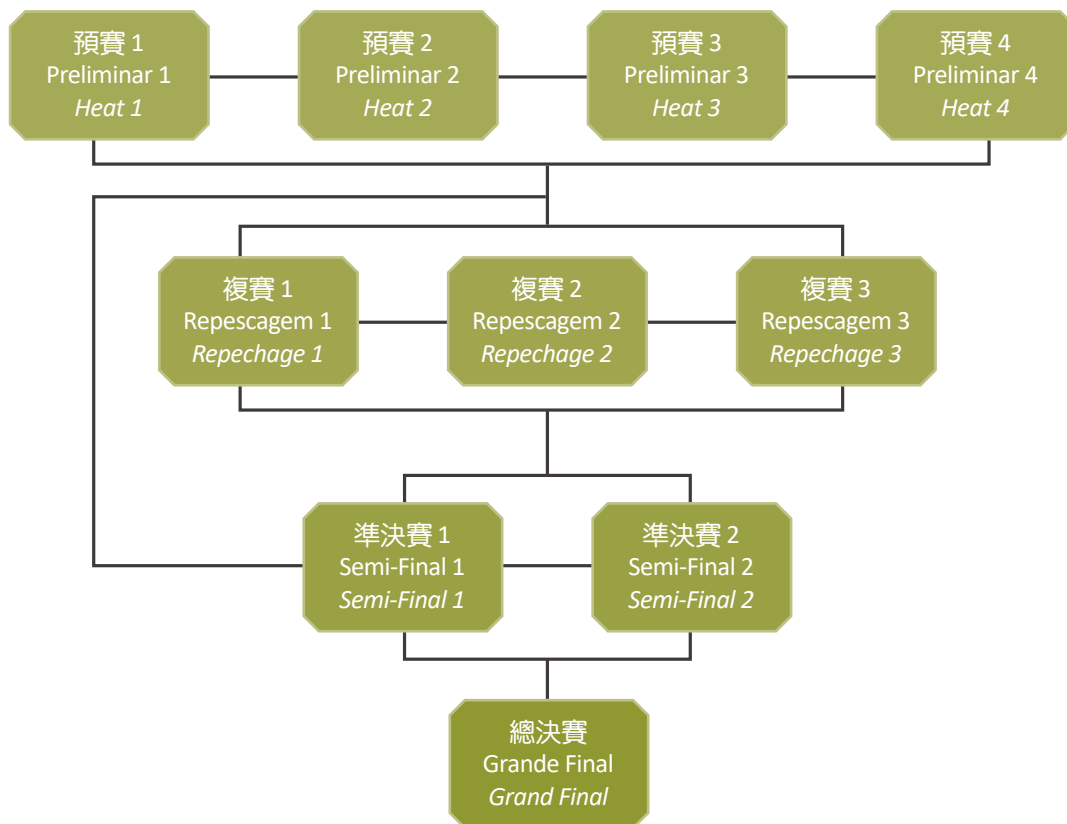 預賽 1
Preliminar 1
Heat 1
預賽 2
Preliminar 2
Heat 2
預賽 3
Preliminar 3
Heat 3
預賽 4
Preliminar 4
Heat 4
複賽 1
Repescagem 1
Repechage 1
複賽 2
Repescagem 2
Repechage 2
複賽 3
Repescagem 3
Repechage 3
準決賽 1
Semi-Final 1
Semi-Final 1
準決賽 2
Semi-Final 2
Semi-Final 2
總決賽
Grande Final
Grand Final